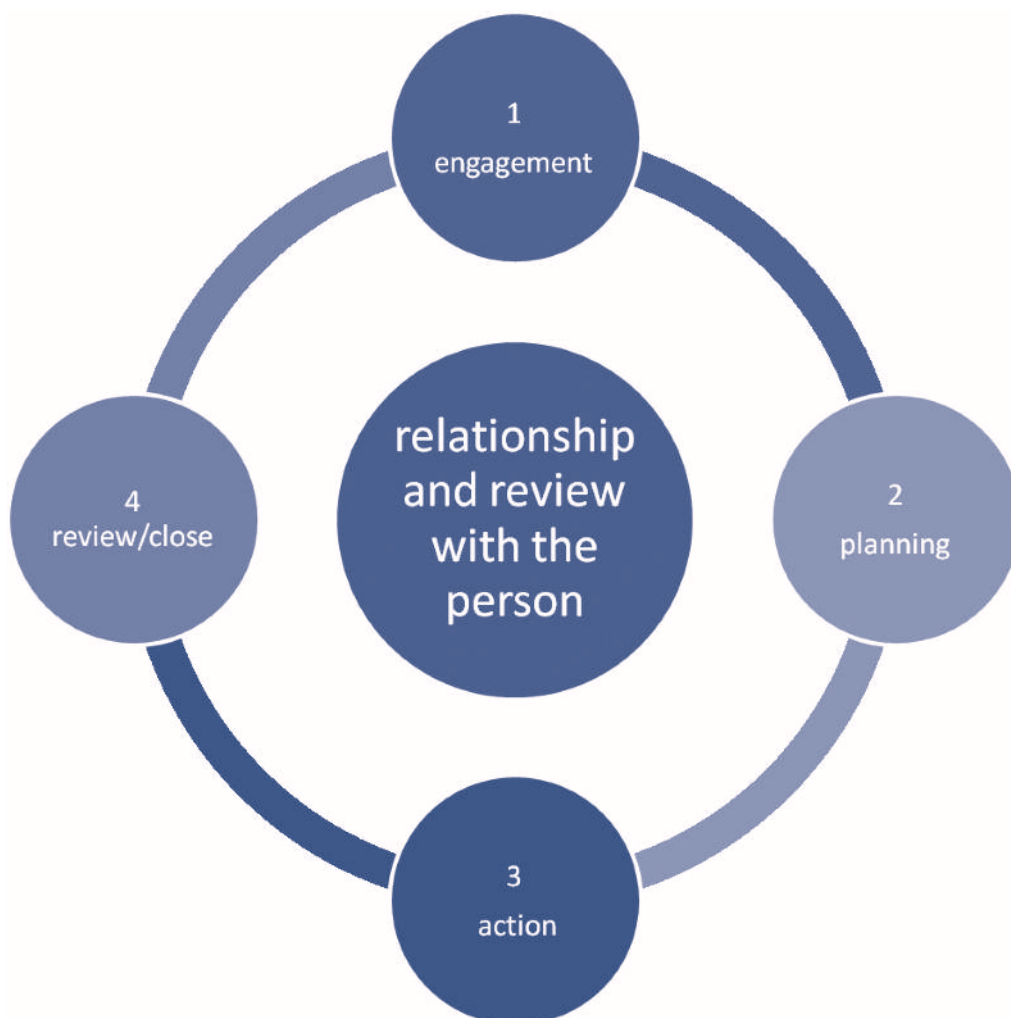 1
engagement
2
planning
relationship
and review
with the
person
4
review/close
3
action